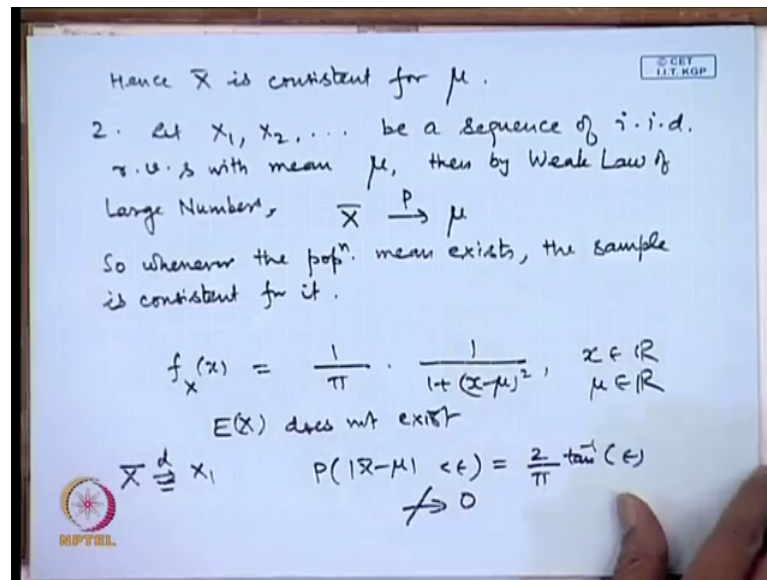 Hence X̄ is consistent for μ.
© CET
I.I.T. KGP
2. Let X₁, X₂, .... be a sequence of i.i.d.
r.v.s with mean μ, then by Weak Law of
Large Numbers, X̄ →ᴾ μ
So whenever the popⁿ. mean exists, the sample
is consistent for it.
f_X(x) = 1/π · 1/(1+(x-μ)²), x ∈ ℝ
μ ∈ ℝ
E(X) does not exist
X̄ =ᵈ X₁ P(|X̄-μ| < ε) = 2/π tan⁻¹(ε)
↛ 0
NPTEL